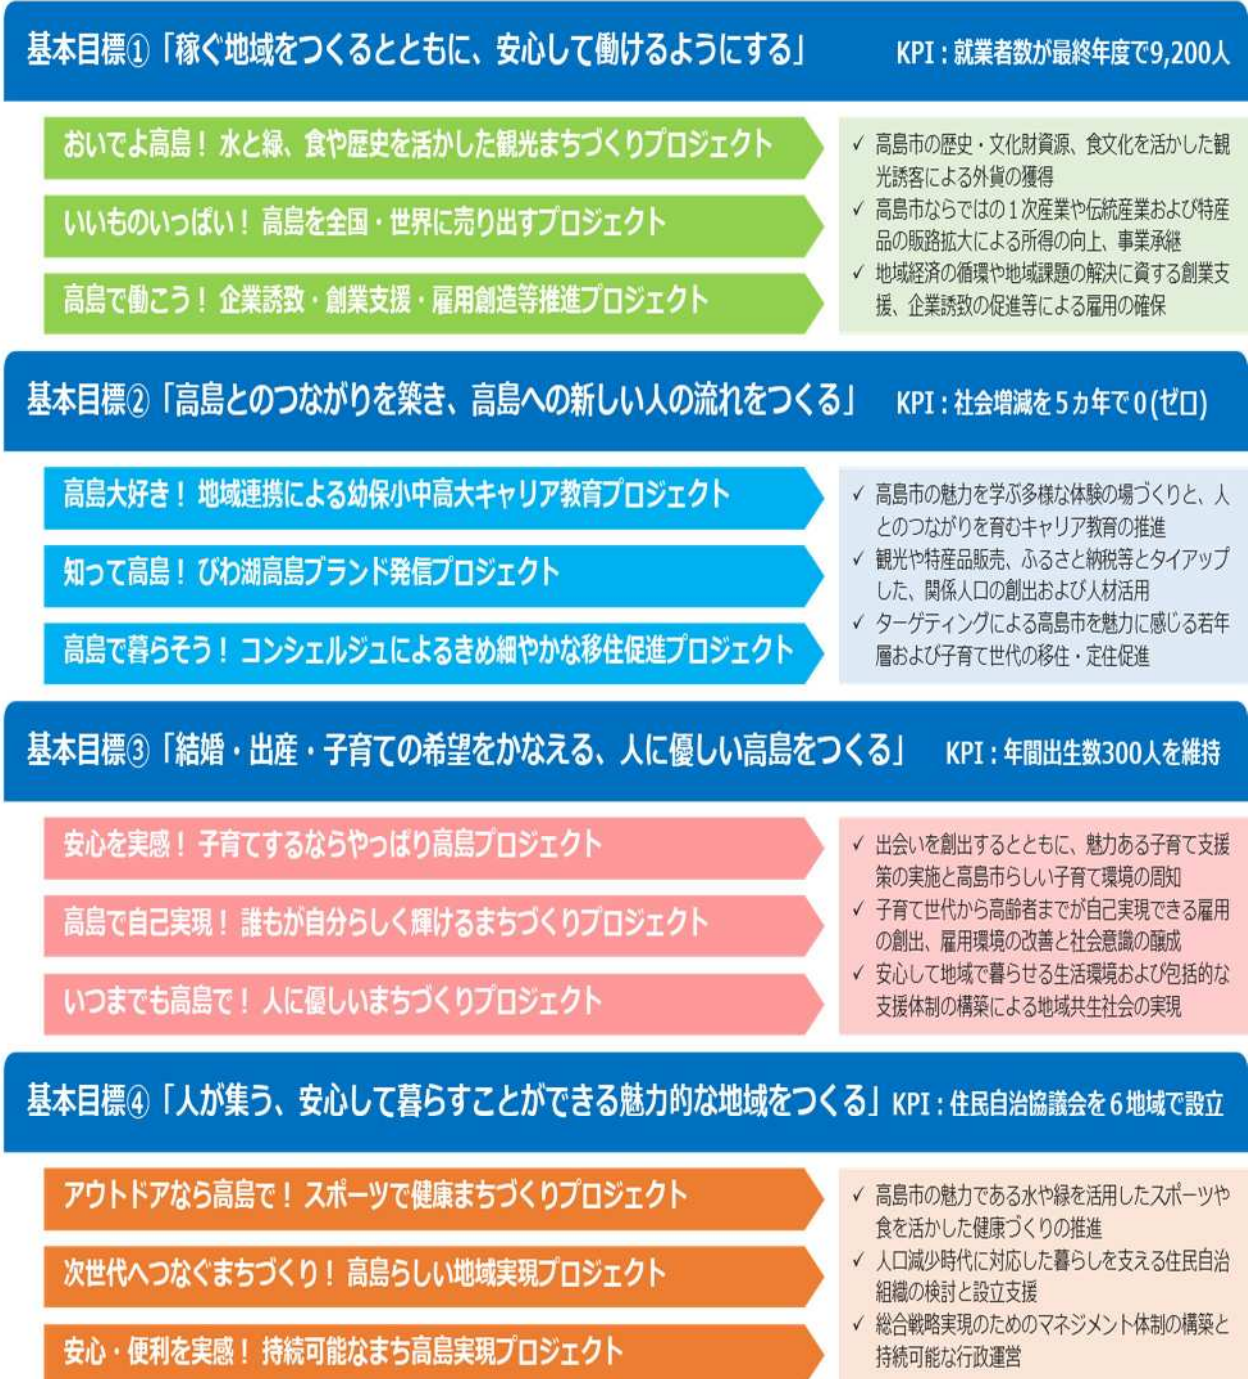 基本目標①「稼ぐ地域をつくるとともに、安心して働けるようにする」 KPI：就業者数が最終年度で9,200人
おいでよ高島！ 水と緑、食や歴史を活かした観光まちづくりプロジェクト
いいものいっぱい！ 高島を全国・世界に売り出すプロジェクト
高島で働こう！ 企業誘致・創業支援・雇用創造等推進プロジェクト
✓ 高島市の歴史・文化財資源、食文化を活かした観
光誘客による外貨の獲得
✓ 高島市ならではの１次産業や伝統産業および特産
品の販路拡大による所得の向上、事業承継
✓ 地域経済の循環や地域課題の解決に資する創業支
援、企業誘致の促進等による雇用の確保
基本目標②「高島とのつながりを築き、高島への新しい人の流れをつくる」 KPI：社会増減を５カ年で０(ゼロ)
高島大好き！ 地域連携による幼保小中高大キャリア教育プロジェクト
知って高島！ びわ湖高島ブランド発信プロジェクト
高島で暮らそう！ コンシェルジュによるきめ細やかな移住促進プロジェクト
✓ 高島市の魅力を学ぶ多様な体験の場づくりと、人
とのつながりを育むキャリア教育の推進
✓ 観光や特産品販売、ふるさと納税等とタイアップ
した、関係人口の創出および人材活用
✓ ターゲティングによる高島市を魅力に感じる若年
層および子育て世代の移住・定住促進
基本目標③「結婚・出産・子育ての希望をかなえる、人に優しい高島をつくる」 KPI：年間出生数300人を維持
安心を実感！ 子育てするならやっぱり高島プロジェクト
高島で自己実現！ 誰もが自分らしく輝けるまちづくりプロジェクト
いつまでも高島で！ 人に優しいまちづくりプロジェクト
✓ 出会いを創出するとともに、魅力ある子育て支援
策の実施と高島市らしい子育て環境の周知
✓ 子育て世代から高齢者までが自己実現できる雇用
の創出、雇用環境の改善と社会意識の醸成
✓ 安心して地域で暮らせる生活環境および包括的な
支援体制の構築による地域共生社会の実現
基本目標④「人が集う、安心して暮らすことができる魅力的な地域をつくる」 KPI：住民自治協議会を６地域で設立
アウトドアなら高島で！ スポーツで健康まちづくりプロジェクト
次世代へつなぐまちづくり！ 高島らしい地域実現プロジェクト
安心・便利を実感！ 持続可能なまち高島実現プロジェクト
✓ 高島市の魅力である水や緑を活用したスポーツや
食を活かした健康づくりの推進
✓ 人口減少時代に対応した暮らしを支える住民自治
組織の検討と設立支援
✓ 総合戦略実現のためのマネジメント体制の構築と
持続可能な行政運営